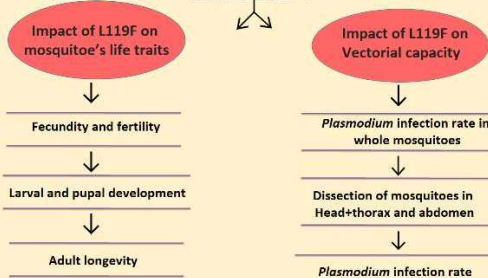 Impact of L119F on
mosquitoe's life traits
Fecundity and fertility
Larval and pupal development
Adult longevity
Impact of L119F on
Vectorial capacity
Plasmodium infection rate in
whole mosquitoes
Dissection of mosquitoes in
Head+thorax and abdomen
Plasmodium infection rate